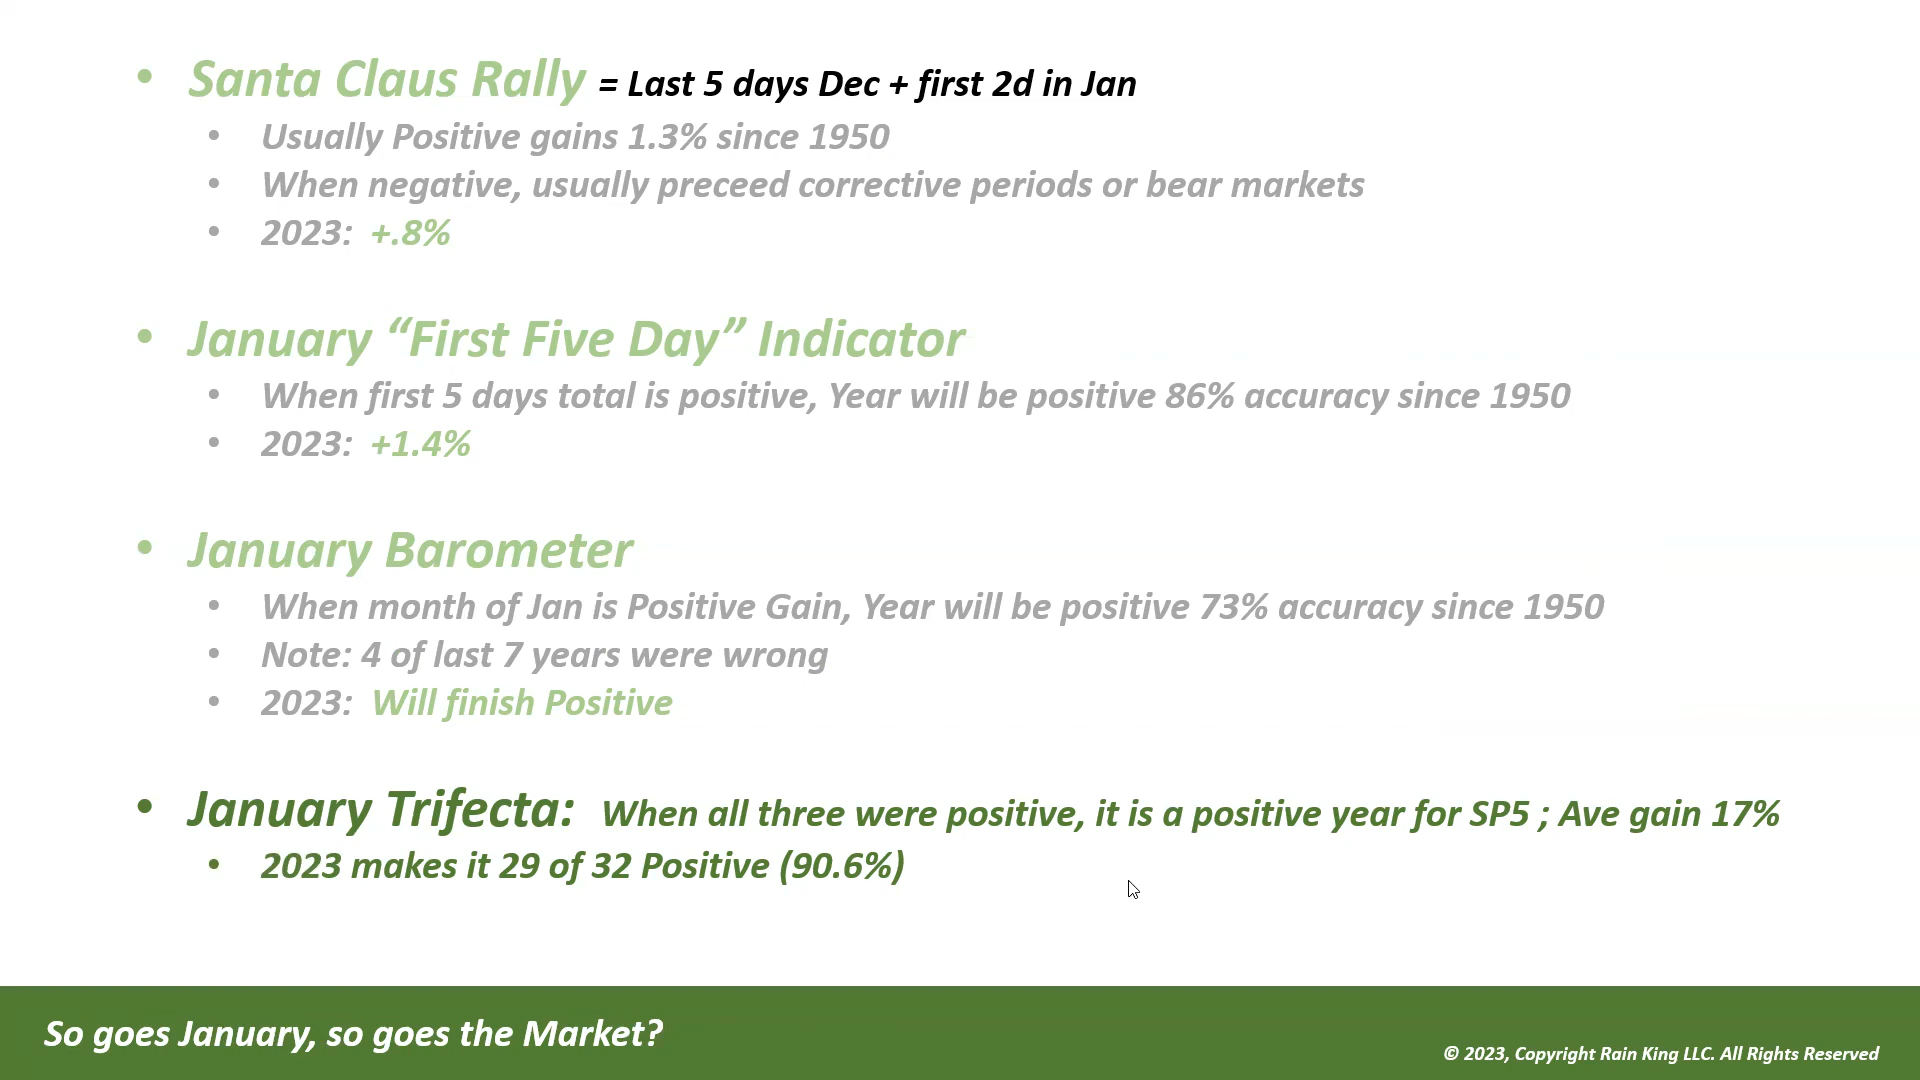 • Santa Claus Rally = Last 5 days Dec + first 2d in Jan
• Usually Positive gains 1.3% since 1950
• When negative, usually preceed corrective periods or bear markets
• 2023: +.8%
• January “First Five Day” Indicator
• When first 5 days total is positive, Year will be positive 86% accuracy since 1950
• 2023: +1.4%
• January Barometer
• When month of Jan is Positive Gain, Year will be positive 73% accuracy since 1950
• Note: 4 of last 7 years were wrong
• 2023: Will finish Positive
• January Trifecta: When all three were positive, it is a positive year for SP5 ; Ave gain 17%
• 2023 makes it 29 of 32 Positive (90.6%)
So goes January, so goes the Market?
© 2023, Copyright Rain King LLC. All Rights Reserved